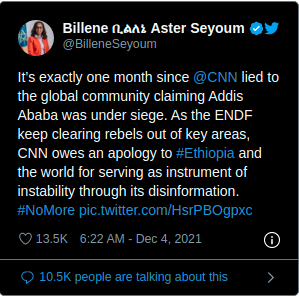 Billene ቢልለኔ Aster Seyoum
@BilleneSeyoum
It's exactly one month since @CNN lied to
the global community claiming Addis
Ababa was under siege. As the ENDF
keep clearing rebels out of key areas,
CNN owes an apology to #Ethiopia and
the world for serving as instrument of
instability through its disinformation.
#NoMore pic.twitter.com/HsrPBOgpxc
13.5K 6:22 AM - Dec 4, 2021
10.5K people are talking about this